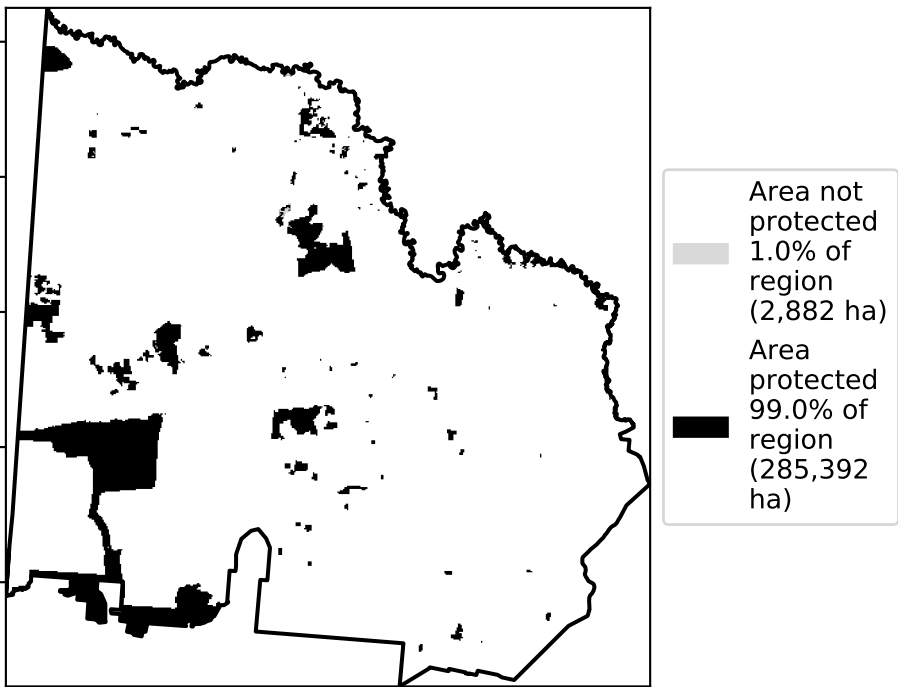 Area not
protected
1.0% of
region
(2,882 ha)
Area
protected
99.0% of
region
(285,392
ha)